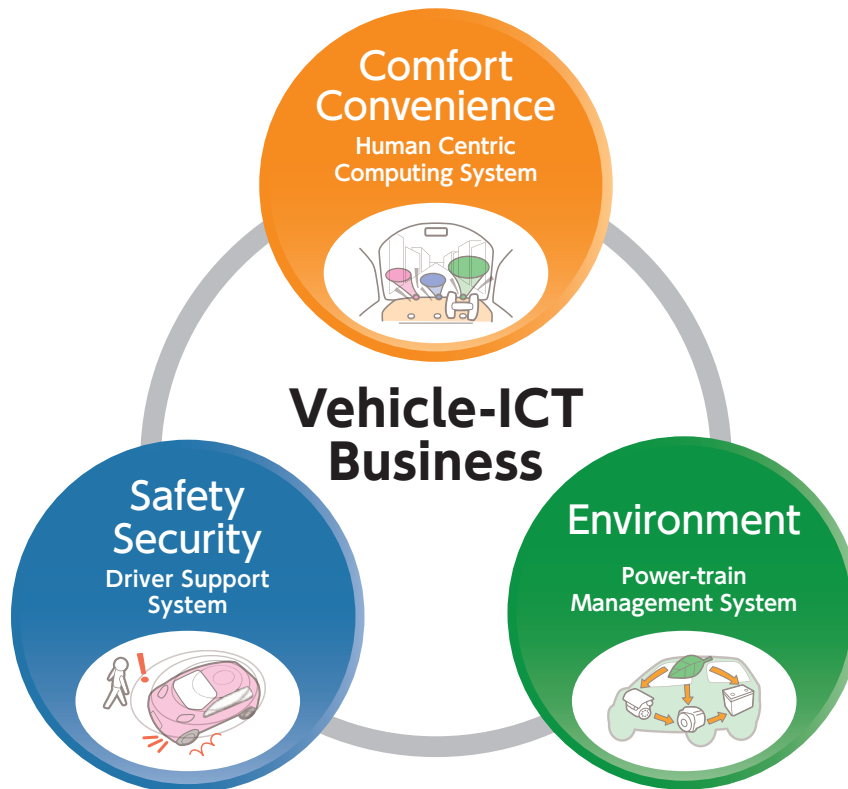 Comfort
Convenience
Human Centric
Computing System
Vehicle-ICT
Business
Safety
Security
Driver Support
System
!
Environment
Power-train
Management System